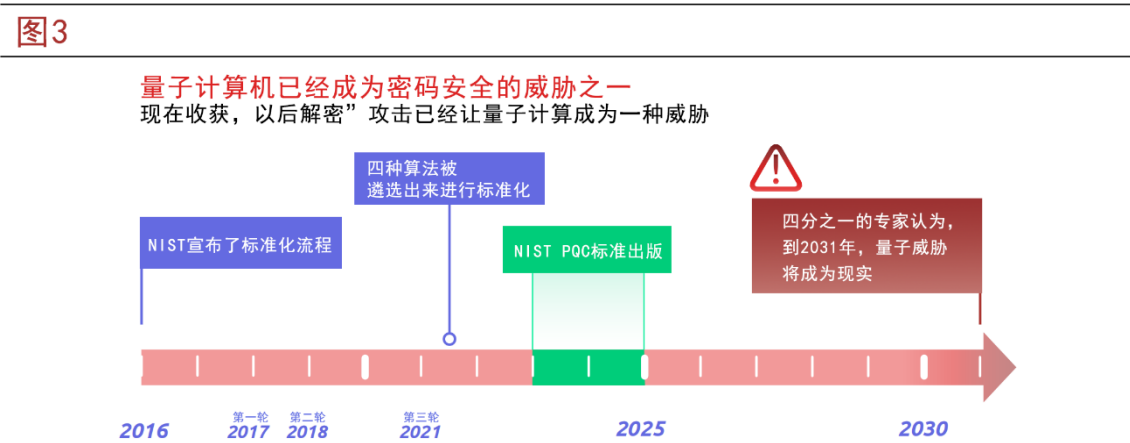 图3
量子计算机已经成为密码安全的威胁之一
现在收获，以后解密”攻击已经让量子计算成为一种威胁
四种算法被
遴选出来进行标准化
四分之一的专家认为，
到2031年，量子威胁
将成为现实
NIST宣布了标准化流程
NIST PQC标准出版
第一轮 第二轮 第三轮
2016 2017 2018 2021 2025 2030